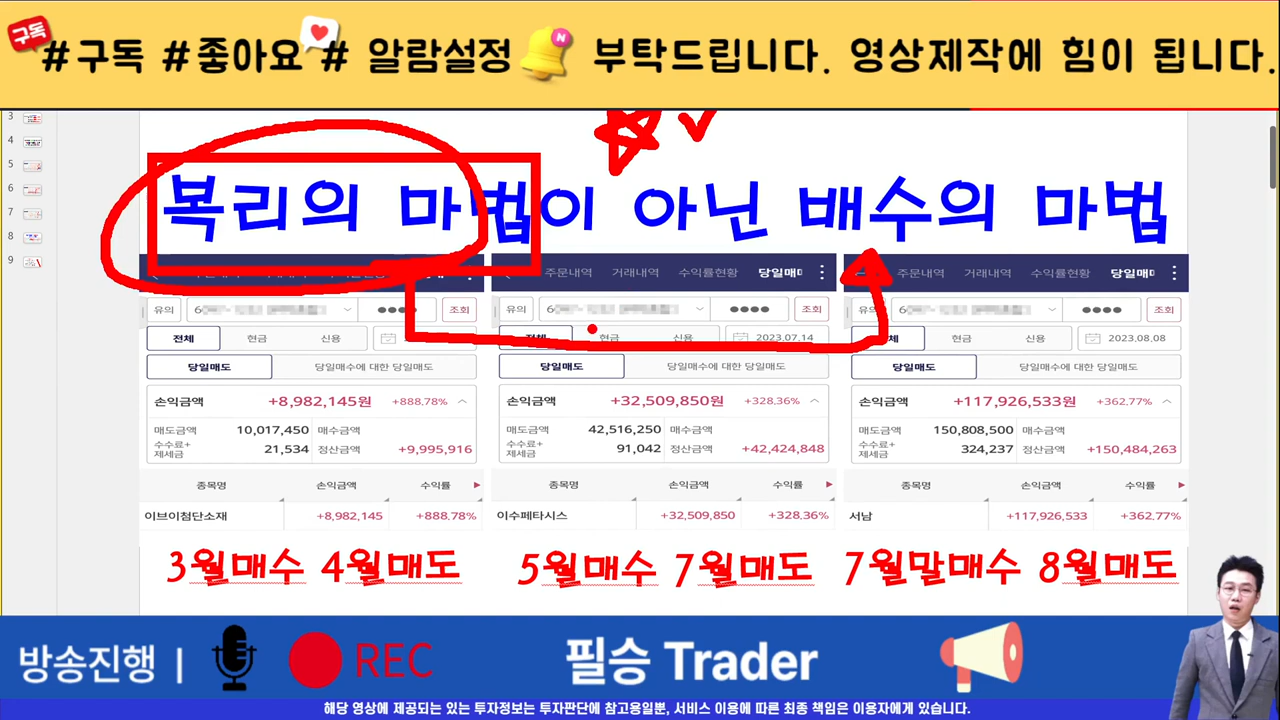 구독
#구독 #좋아요 # 알람설정 N 부탁드립니다. 영상제작에 힘이 됩니다.
3
4
5
6
7
8
9
복리의 마법이 아닌 배수의 마법
주문내역 거래내역 수익률현황 당일매도
주문내역 거래내역 수익률현황 당일매도
유의 6 조회
유의 6 조회
유의 6 조회
전체 현금 신용
전체 현금 신용 2023.07.14
전체 현금 신용 2023.08.08
당일매도 당일매수에 대한 당일매도
당일매도 당일매수에 대한 당일매도
당일매도 당일매수에 대한 당일매도
손익금액 +8,982,145원 +888.78%
매도금액 10,017,450 매수금액
수수료+ 제세금 21,534 정산금액 +9,995,916
종목명 손익금액 수익률
이브이첨단소재 +8,982,145 +888.78%
손익금액 +32,509,850원 +328,36%
매도금액 42,516,250 매수금액
수수료+ 제세금 91,042 정산금액 +42,424,848
종목명 손익금액 수익률
이수페타시스 +32,509,850 +328,36%
손익금액 +117,926,533원 +362,77%
매도금액 150,808,500 매수금액
수수료+ 제세금 324,237 정산금액 +150,484,263
종목명 손익금액 수익률
서남 +117,926,533 +362,77%
3월매수 4월매도
5월매수 7월매도
7월말매수 8월매도
방송진행 | REC 필승 Trader
해당 영상에 제공되는 있는 투자정보는 투자판단에 참고용일뿐, 서비스 이용에 따른 최종 책임은 이용자에게 있습니다.